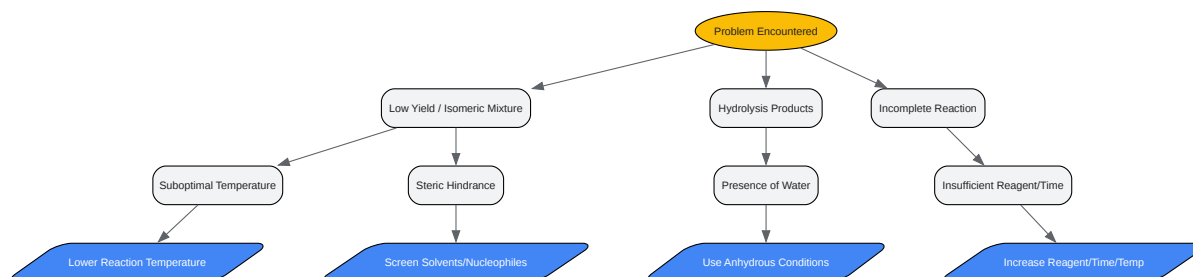 Problem Encountered
Low Yield / Isomeric Mixture
Hydrolysis Products
Incomplete Reaction
Suboptimal Temperature
Steric Hindrance
Presence of Water
Insufficient Reagent/Time
Lower Reaction Temperature
Screen Solvents/Nucleophiles
Use Anhydrous Conditions
Increase Reagent/Time/Temp